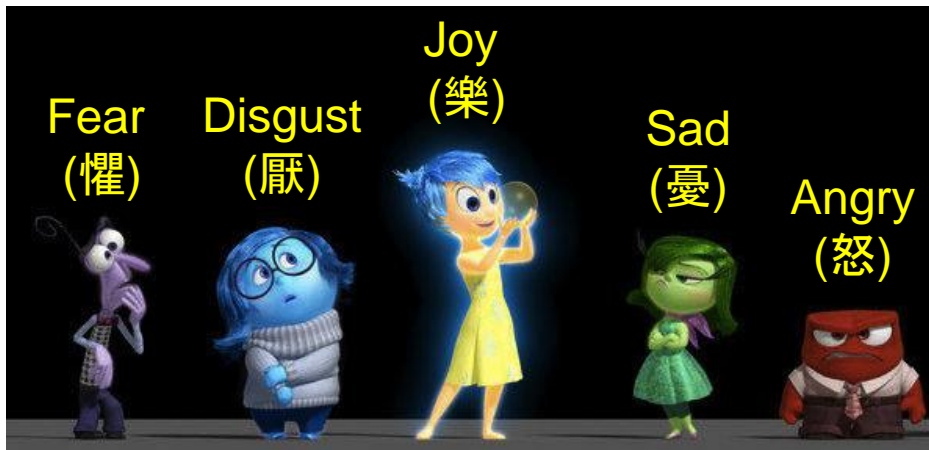 Fear
(懼)
Disgust
(厭)
Joy
(樂)
Sad
(憂)
Angry
(怒)